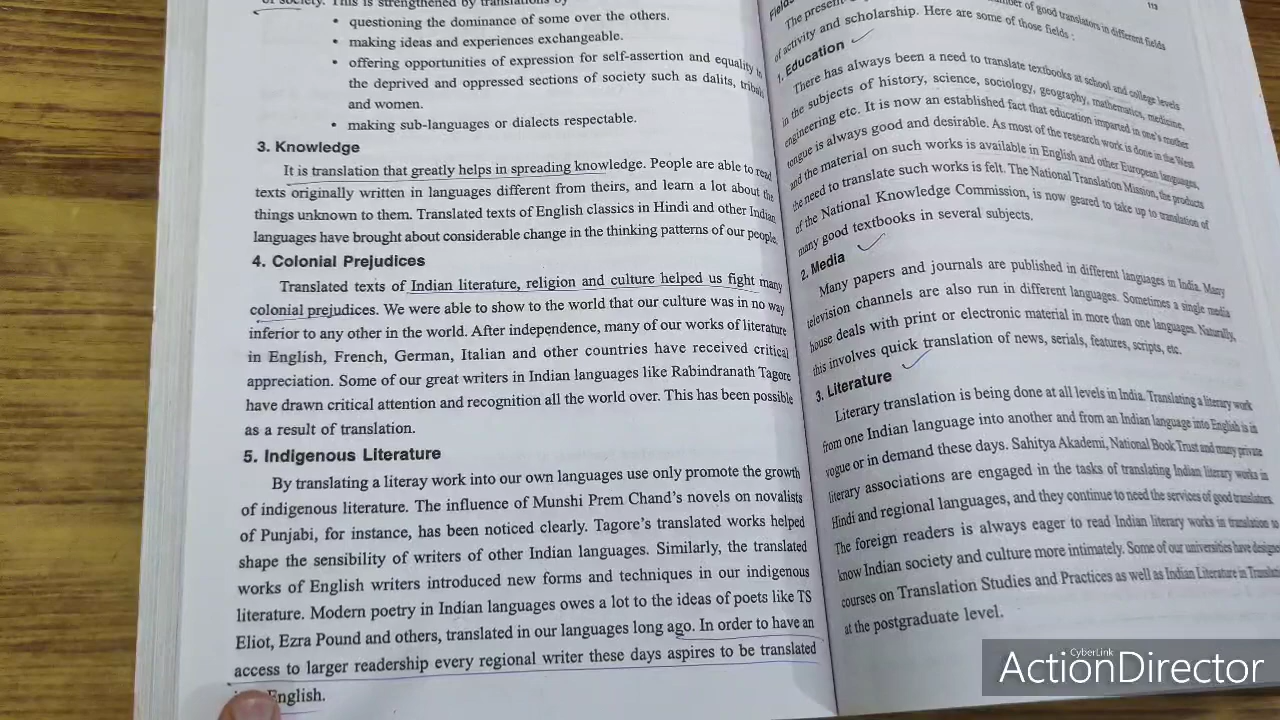 of society. This is strengthened by translations by
• questioning the dominance of some over the others.
• making ideas and experiences exchangeable.
• offering opportunities of expression for self-assertion and equality to
the deprived and oppressed sections of society such as dalits, tribals
and women.
• making sub-languages or dialects respectable.
3. Knowledge
It is translation that greatly helps in spreading knowledge. People are able to read
texts originally written in languages different from theirs, and learn a lot about the
things unknown to them. Translated texts of English classics in Hindi and other Indian
languages have brought about considerable change in the thinking patterns of our people.
4. Colonial Prejudices
Translated texts of Indian literature, religion and culture helped us fight many
colonial prejudices. We were able to show to the world that our culture was in no way
inferior to any other in the world. After independence, many of our works of literature
in English, French, German, Italian and other countries have received critical
appreciation. Some of our great writers in Indian languages like Rabindranath Tagore
have drawn critical attention and recognition all the world over. This has been possible
as a result of translation.
5. Indigenous Literature
By translating a literay work into our own languages use only promote the growth
of indigenous literature. The influence of Munshi Prem Chand's novels on novalists
of Punjabi, for instance, has been noticed clearly. Tagore's translated works helped
shape the sensibility of writers of other Indian languages. Similarly, the translated
works of English writers introduced new forms and techniques in our indigenous
literature. Modern poetry in Indian languages owes a lot to the ideas of poets like TS
Eliot, Ezra Pound and others, translated in our languages long ago. In order to have an
access to larger readership every regional writer these days aspires to be translated
English.
113
Fields
The present number of good translators in different fields
of activity and scholarship. Here are some of those fields :
1. Education
There has always been a need to translate textbooks at school and college levels
in the subjects of history, science, sociology, geography, mathematics, medicine,
engineering etc. It is now an established fact that education imparted in one's mother
tongue is always good and desirable. As most of the research work is done in the West
and the material on such works is available in English and other European languages,
the need to translate such works is felt. The National Translation Mission, the products
of the National Knowledge Commission, is now geared to take up to translation of
many good textbooks in several subjects.
2. Media
Many papers and journals are published in different languages in India. Many
television channels are also run in different languages. Sometimes a single media
house deals with print or electronic material in more than one languages. Naturally,
this involves quick translation of news, serials, features, scripts, etc.
3. Literature
Literary translation is being done at all levels in India. Translating a literary work
from one Indian language into another and from an Indian language into English is in
vogue or in demand these days. Sahitya Akademi, National Book Trust and many private
literary associations are engaged in the tasks of translating Indian literary works in
Hindi and regional languages, and they continue to need the services of good translators.
The foreign readers is always eager to read Indian literary works in translation to
know Indian society and culture more intimately. Some of our universities have designed
courses on Translation Studies and Practices as well as Indian Literature in Translation
at the postgraduate level.
CyberLink
ActionDirector